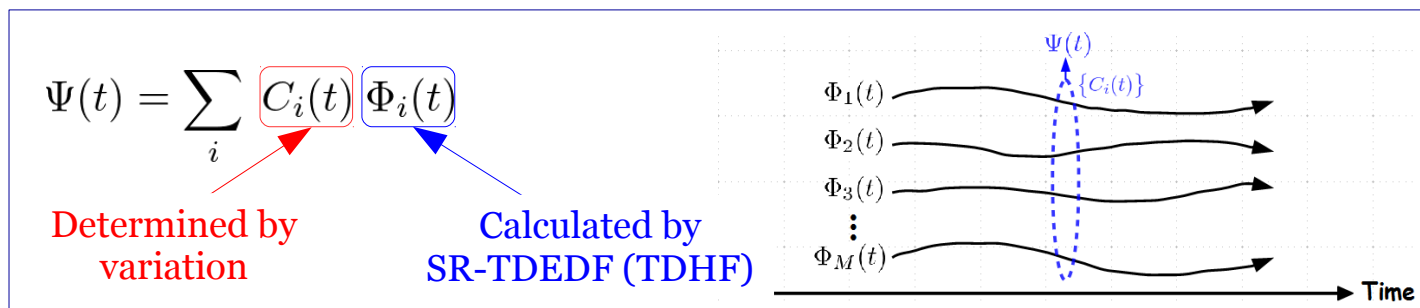 Ψ(t) = ∑_i C_i(t) Φ_i(t)
Determined by
variation
Calculated by
SR-TDEDF (TDHF)
Ψ(t)
{C_i(t)}
Φ_1(t)
Φ_2(t)
Φ_3(t)
⋮
Φ_M(t)
Time